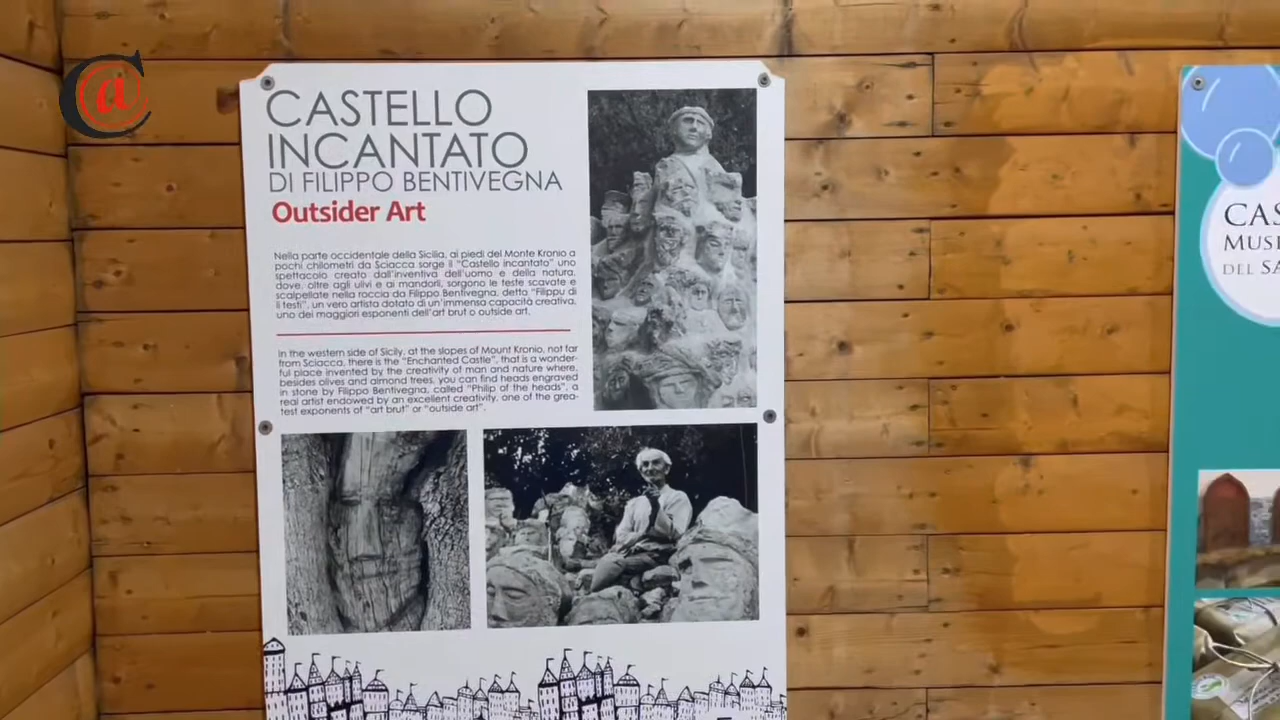 C@
CASTELLO
INCANTATO
DI FILIPPO BENTIVEGNA
Outsider Art
Nella parte occidentale della Sicilia, ai piedi del Monte Kronio a
pochi chilometri da Sciacca sorge il "Castello incantato" uno
spettacolo creato dall'inventiva dell'uomo e della natura,
dove, oltre agli ulivi e ai mandorli, sorgono le teste scavate e
scalpellate nella roccia da Filippo Bentivegna, detto "Filippu di
li testi", un vero artista dotato di un'immensa capacità creativa,
uno dei maggiori esponenti dell'art brut o outside art.
In the western side of Sicily, at the slopes of Mount Kronio, not far
from Sciacca, there is the "Enchanted Castle", that is a wonder-
ful place invented by the creativity of man and nature where,
besides olives and almond trees, you can find heads engraved
in stone by Filippo Bentivegna, called "Philip of the heads", a
real artist endowed by an excellent creativity, one of the grea-
test exponents of "art brut" or "outside art".
CAS
MUSE
DEL SA